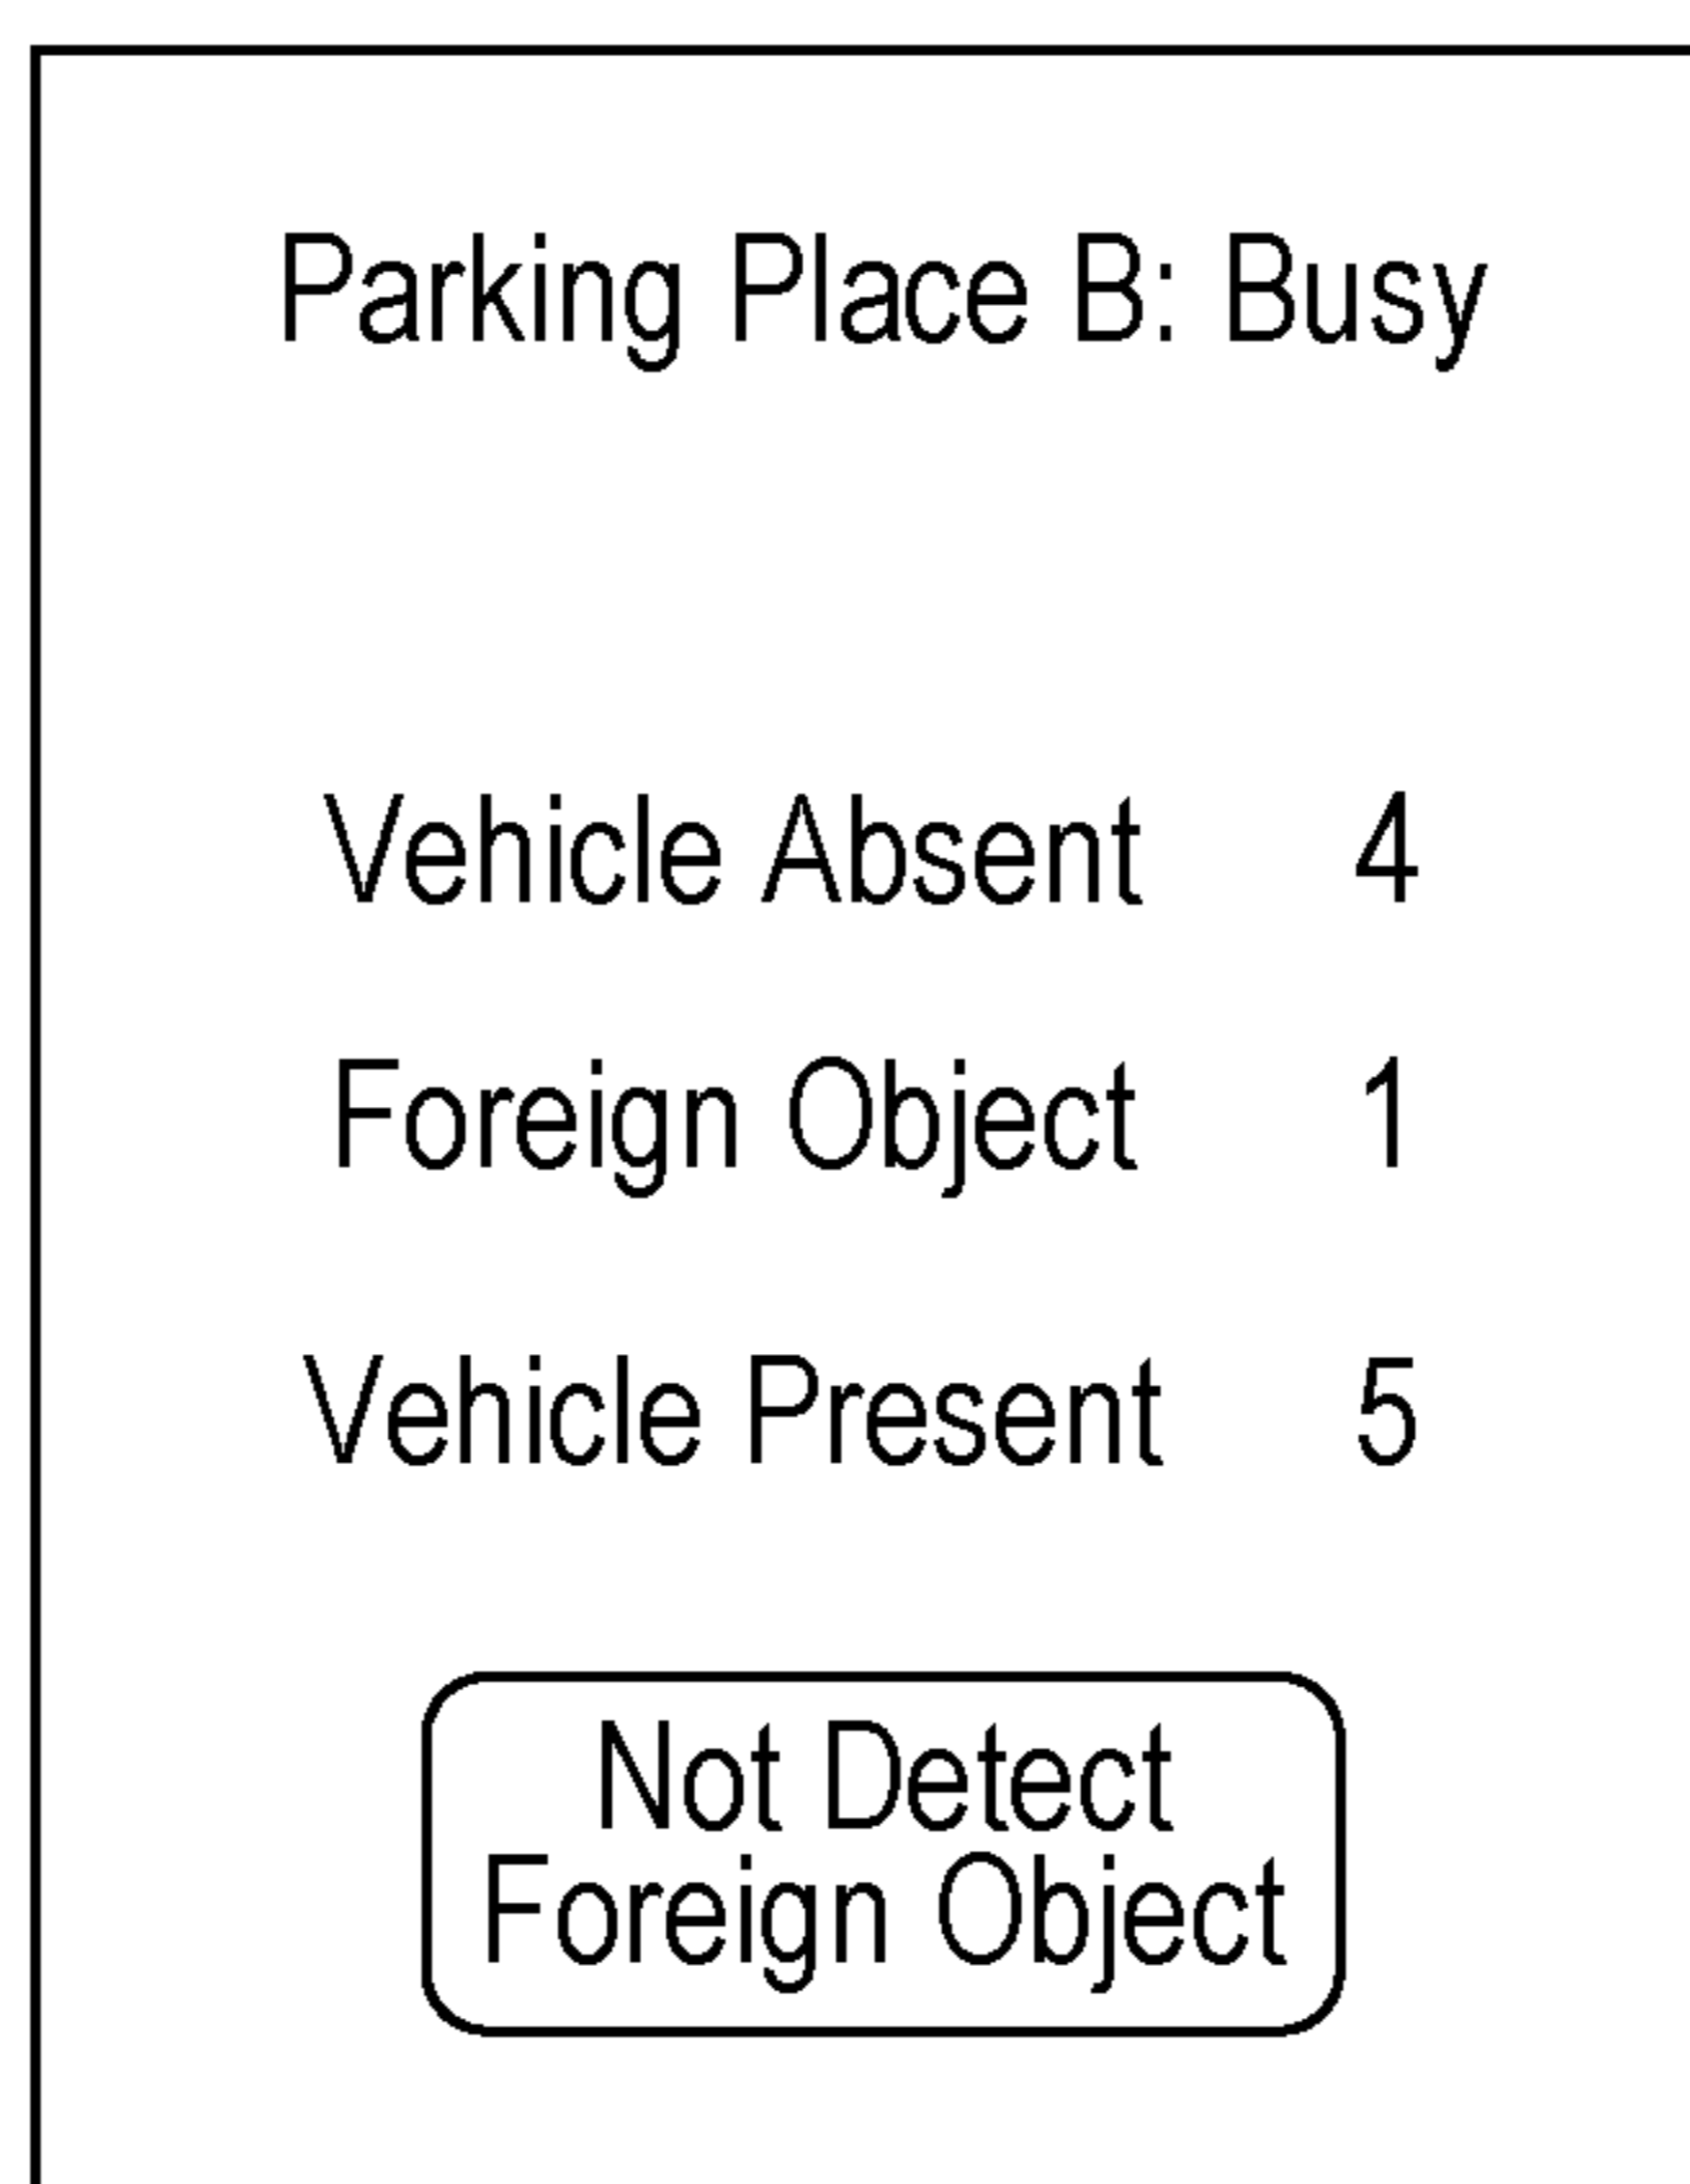 Parking Place B: Busy
Vehicle Absent 4
Foreign Object 1
Vehicle Present 5
Not Detect
Foreign Object